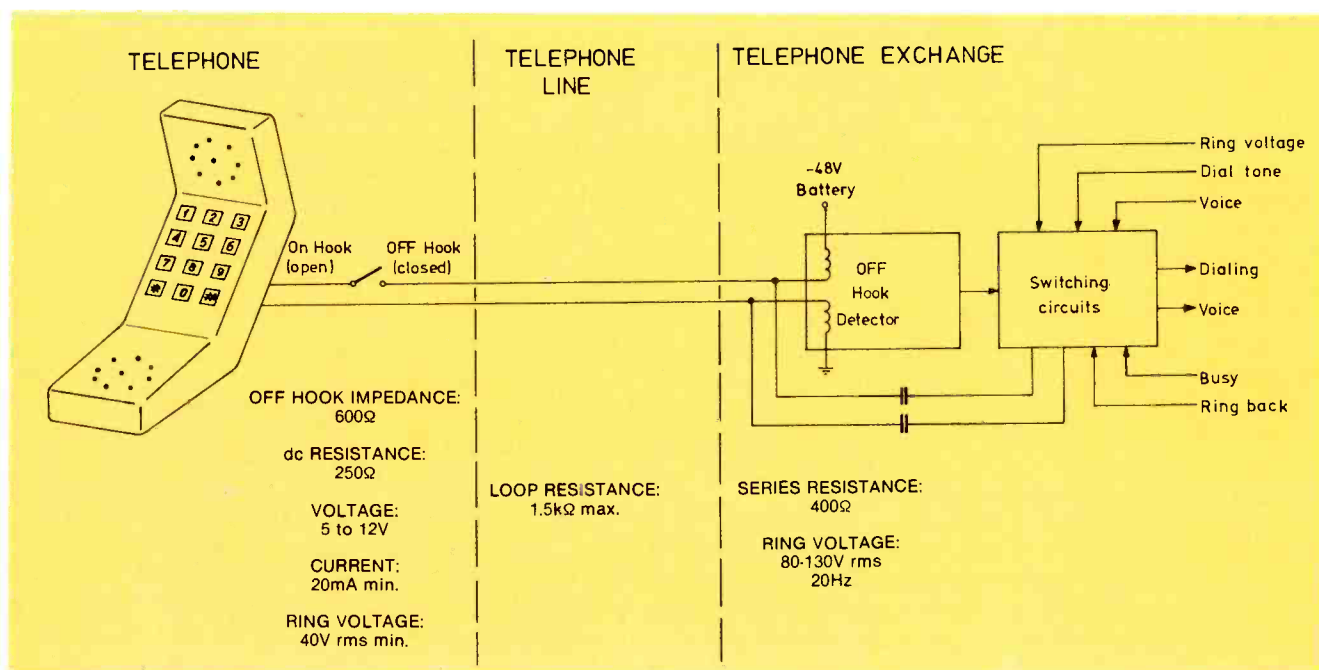 TELEPHONE
TELEPHONE
LINE
TELEPHONE EXCHANGE
On Hook
(open)
OFF Hook
(closed)
1 2 3
4 5 6
7 8 9
* 0 #
-48V
Battery
OFF
Hook
Detector
Switching
circuits
Ring voltage
Dial tone
Voice
Dialing
Voice
Busy
Ring back
OFF HOOK IMPEDANCE:
600Ω
dc RESISTANCE:
250Ω
VOLTAGE:
5 to 12V
CURRENT:
20mA min.
RING VOLTAGE:
40V rms min.
LOOP RESISTANCE:
1.5kΩ max.
SERIES RESISTANCE:
400Ω
RING VOLTAGE:
80-130V rms
20Hz